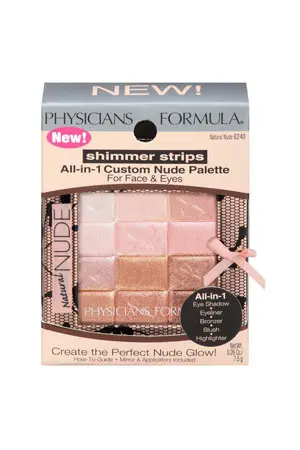 NEW!
PHYSICIANS FORMULA®
Natural Nude 6240
New!
shimmer strips
All-in-1 Custom Nude Palette
For Face & Eyes
Natural NUDE
PHYSICIANS FORMULA
All-in-1
Eye Shadow
Eyeliner
Bronzer
Blush
Highlighter
Create the Perfect Nude Glow!
How-To-Guide • Mirror & Applicators Included
Net Wt.
0.26 Oz./
7.5 g